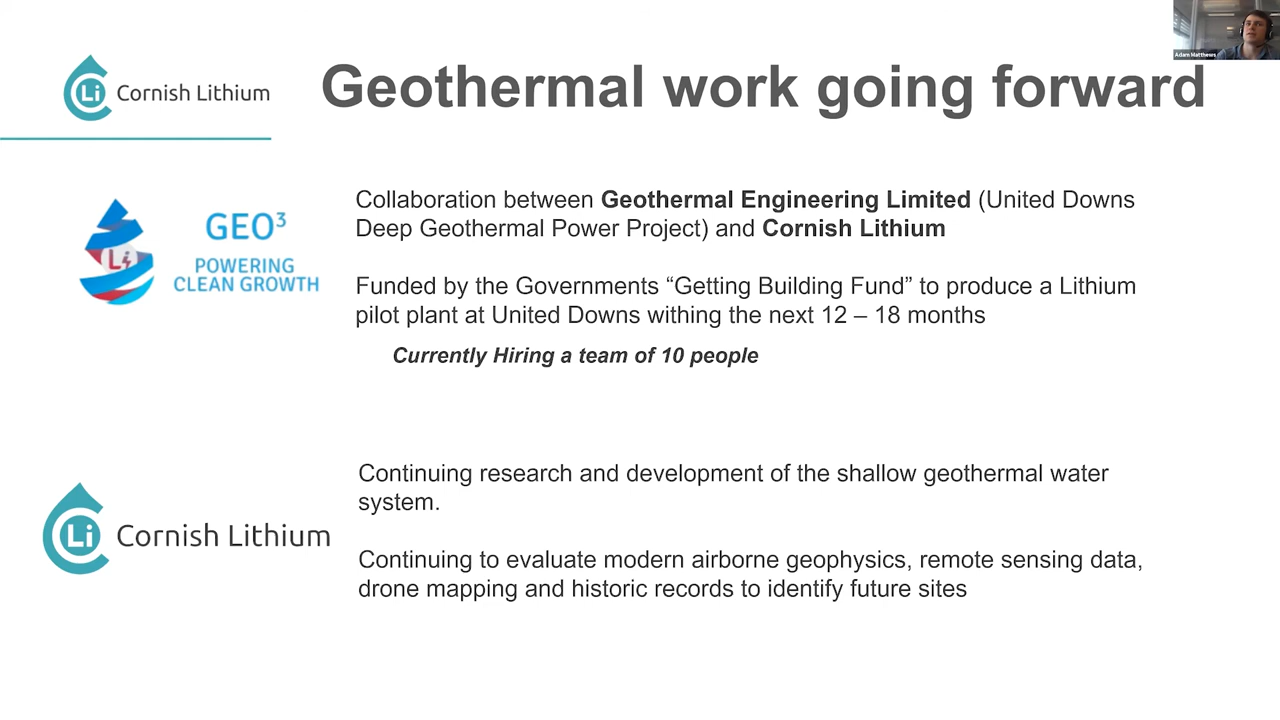 Adam Matthews
Li
Cornish Lithium
Geothermal work going forward
Li
GEO³
POWERING
CLEAN GROWTH
Collaboration between Geothermal Engineering Limited (United Downs
Deep Geothermal Power Project) and Cornish Lithium
Funded by the Governments “Getting Building Fund” to produce a Lithium
pilot plant at United Downs withing the next 12 – 18 months
Currently Hiring a team of 10 people
Li
Cornish Lithium
Continuing research and development of the shallow geothermal water
system.
Continuing to evaluate modern airborne geophysics, remote sensing data,
drone mapping and historic records to identify future sites